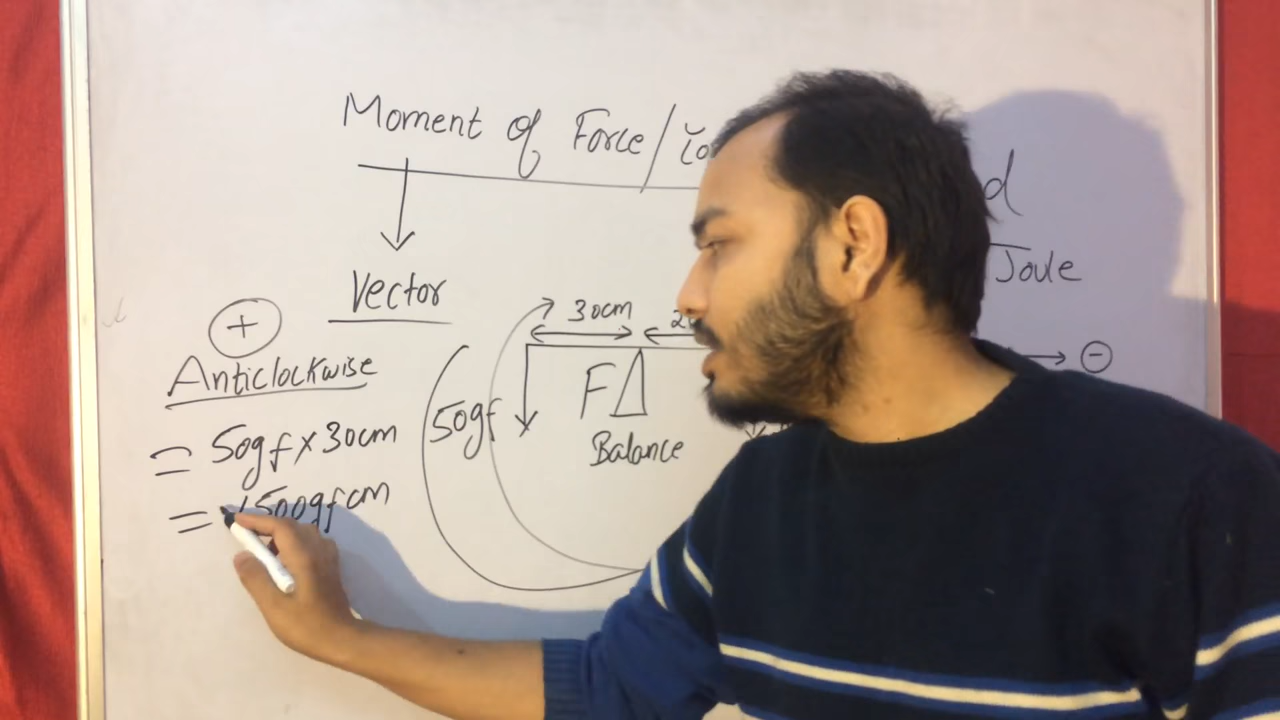 Moment of Force/
d
Joule
Vector
+
Anticlockwise
30cm
−
50gf
F
Balance
= 50gf×30cm
= 1500gfcm